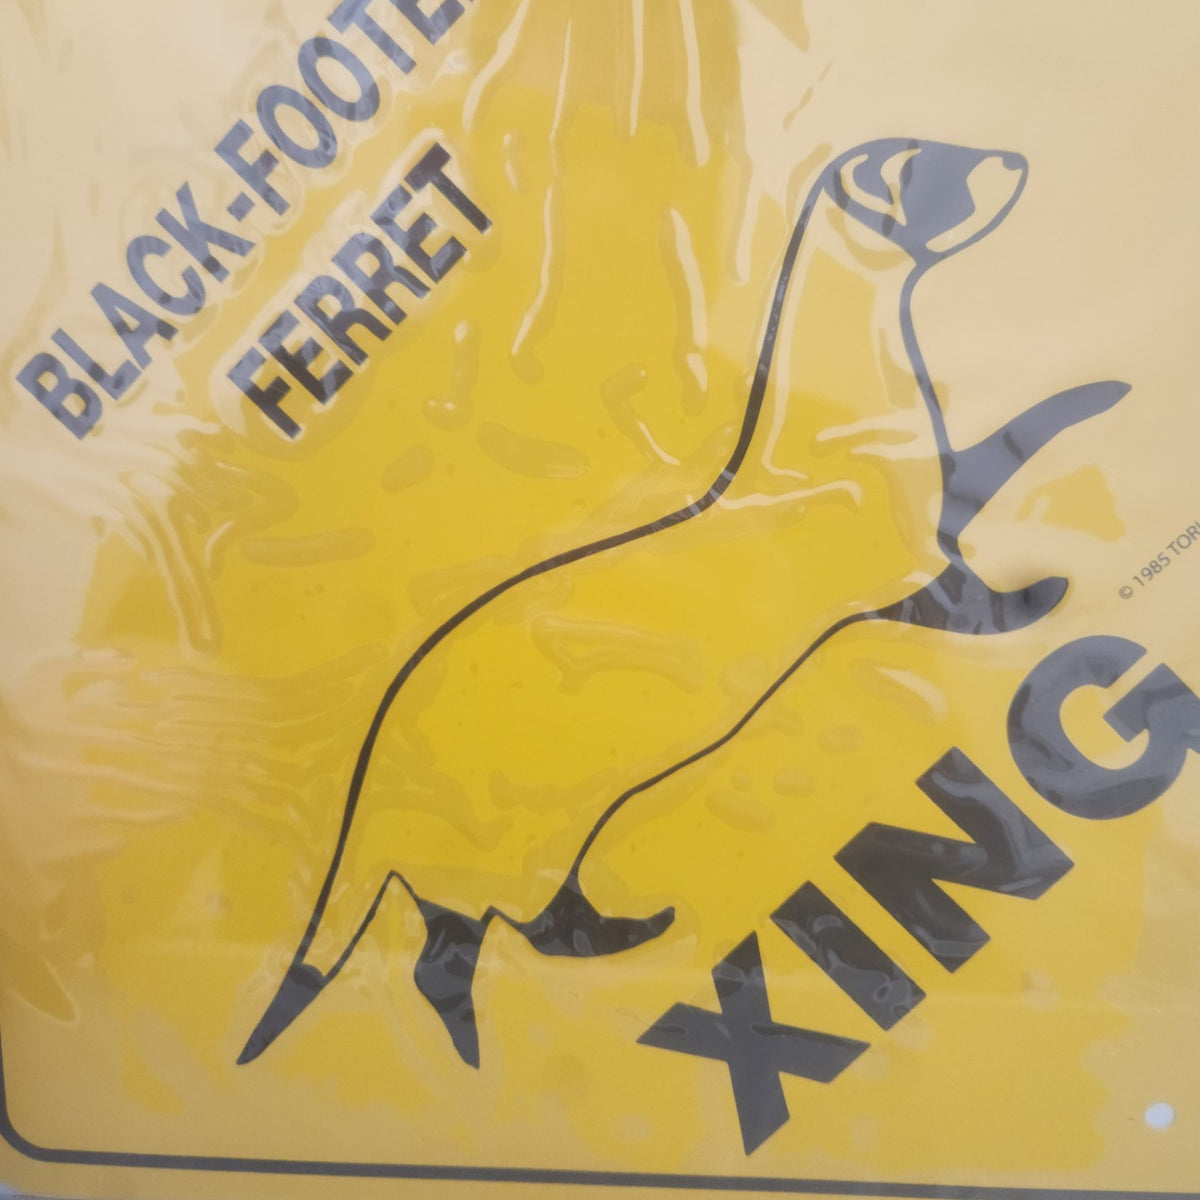 BLACK-FOOTE
FERRET
© 1985 TOR
XING